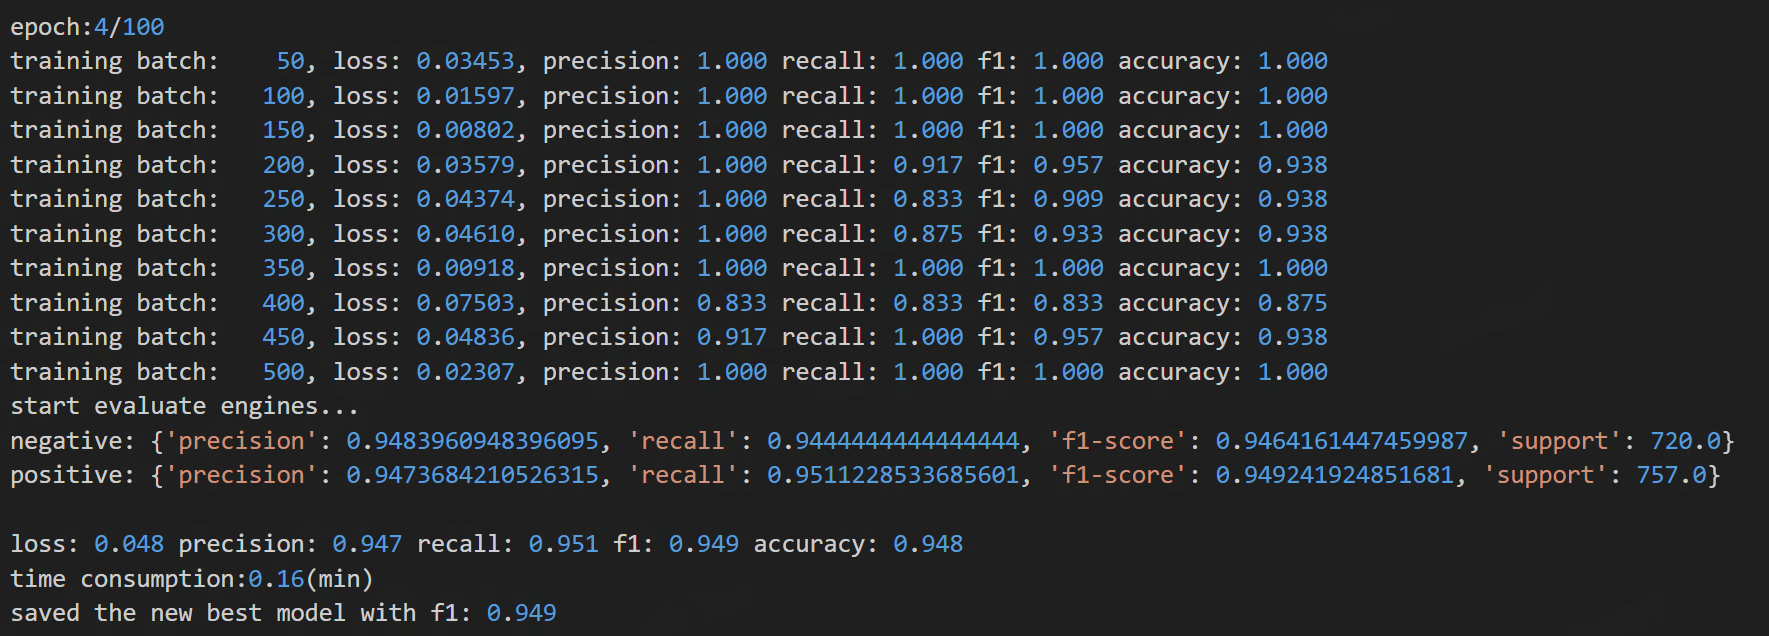 epoch:4/100
training batch:    50, loss: 0.03453, precision: 1.000 recall: 1.000 f1: 1.000 accuracy: 1.000
training batch:   100, loss: 0.01597, precision: 1.000 recall: 1.000 f1: 1.000 accuracy: 1.000
training batch:   150, loss: 0.00802, precision: 1.000 recall: 1.000 f1: 1.000 accuracy: 1.000
training batch:   200, loss: 0.03579, precision: 1.000 recall: 0.917 f1: 0.957 accuracy: 0.938
training batch:   250, loss: 0.04374, precision: 1.000 recall: 0.833 f1: 0.909 accuracy: 0.938
training batch:   300, loss: 0.04610, precision: 1.000 recall: 0.875 f1: 0.933 accuracy: 0.938
training batch:   350, loss: 0.00918, precision: 1.000 recall: 1.000 f1: 1.000 accuracy: 1.000
training batch:   400, loss: 0.07503, precision: 0.833 recall: 0.833 f1: 0.833 accuracy: 0.875
training batch:   450, loss: 0.04836, precision: 0.917 recall: 1.000 f1: 0.957 accuracy: 0.938
training batch:   500, loss: 0.02307, precision: 1.000 recall: 1.000 f1: 1.000 accuracy: 1.000
start evaluate engines...
negative: {'precision': 0.9483960948396095, 'recall': 0.9444444444444444, 'f1-score': 0.9464161447459987, 'support': 720.0}
positive: {'precision': 0.9473684210526315, 'recall': 0.9511228533685601, 'f1-score': 0.949241924851681, 'support': 757.0}
loss: 0.048 precision: 0.947 recall: 0.951 f1: 0.949 accuracy: 0.948
time consumption:0.16(min)
saved the new best model with f1: 0.949